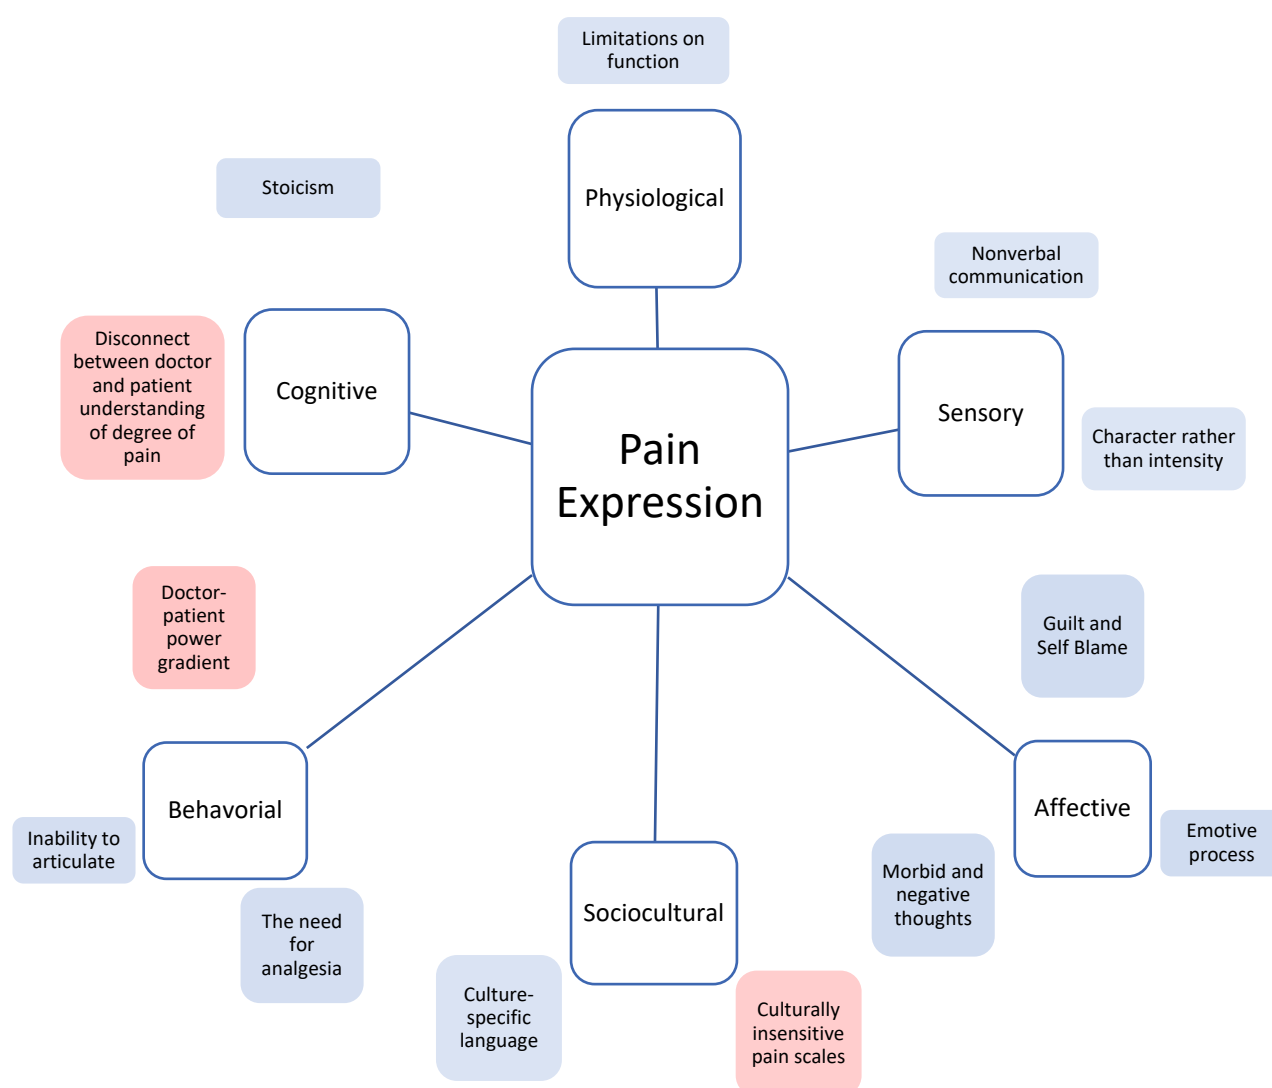 Limitations on
function
Physiological
Stoicism
Nonverbal
communication
Disconnect
between doctor
and patient
understanding
of degree of
pain
Cognitive
Sensory
Character rather
than intensity
Pain
Expression
Doctor-
patient
power
gradient
Guilt and
Self Blame
Behavorial
Inability to
articulate
The need
for
analgesia
Affective
Emotive
process
Morbid and
negative
thoughts
Sociocultural
Culture-
specific
language
Culturally
insensitive
pain scales